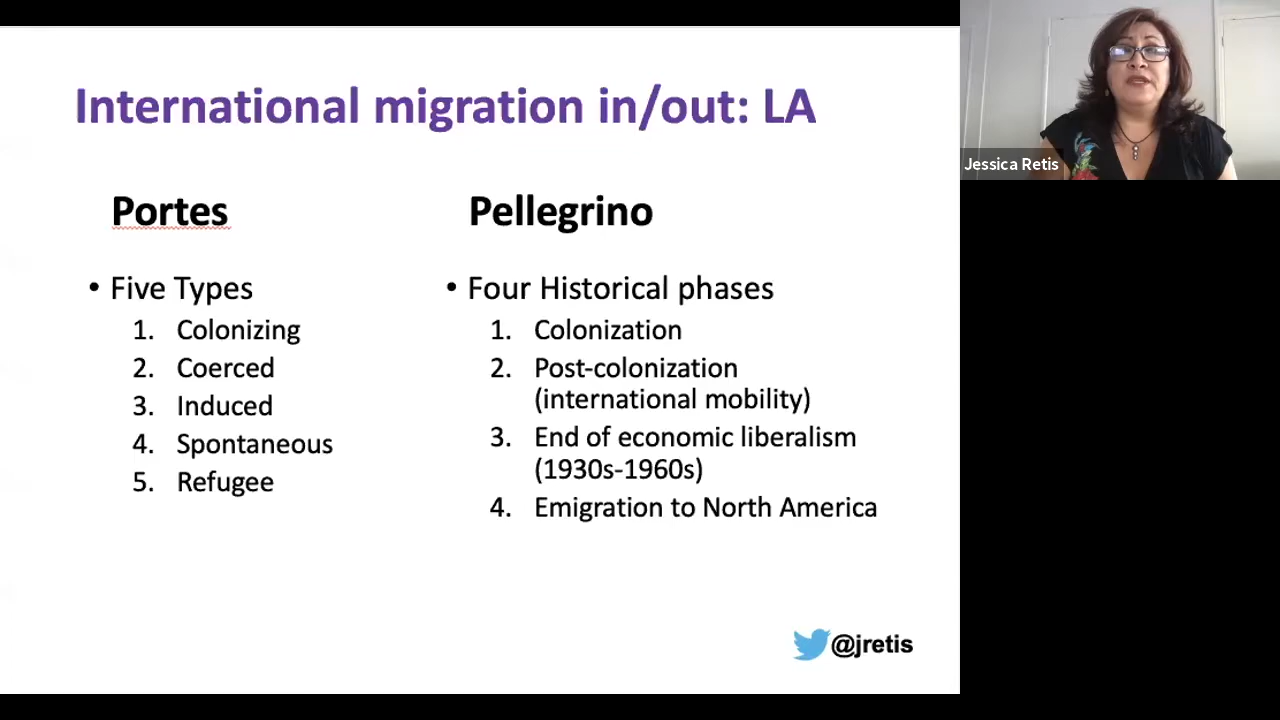 International migration in/out: LA
Portes
• Five Types
1. Colonizing
2. Coerced
3. Induced
4. Spontaneous
5. Refugee
Pellegrino
• Four Historical phases
1. Colonization
2. Post-colonization
(international mobility)
3. End of economic liberalism
(1930s-1960s)
4. Emigration to North America
@jretis
Jessica Retis